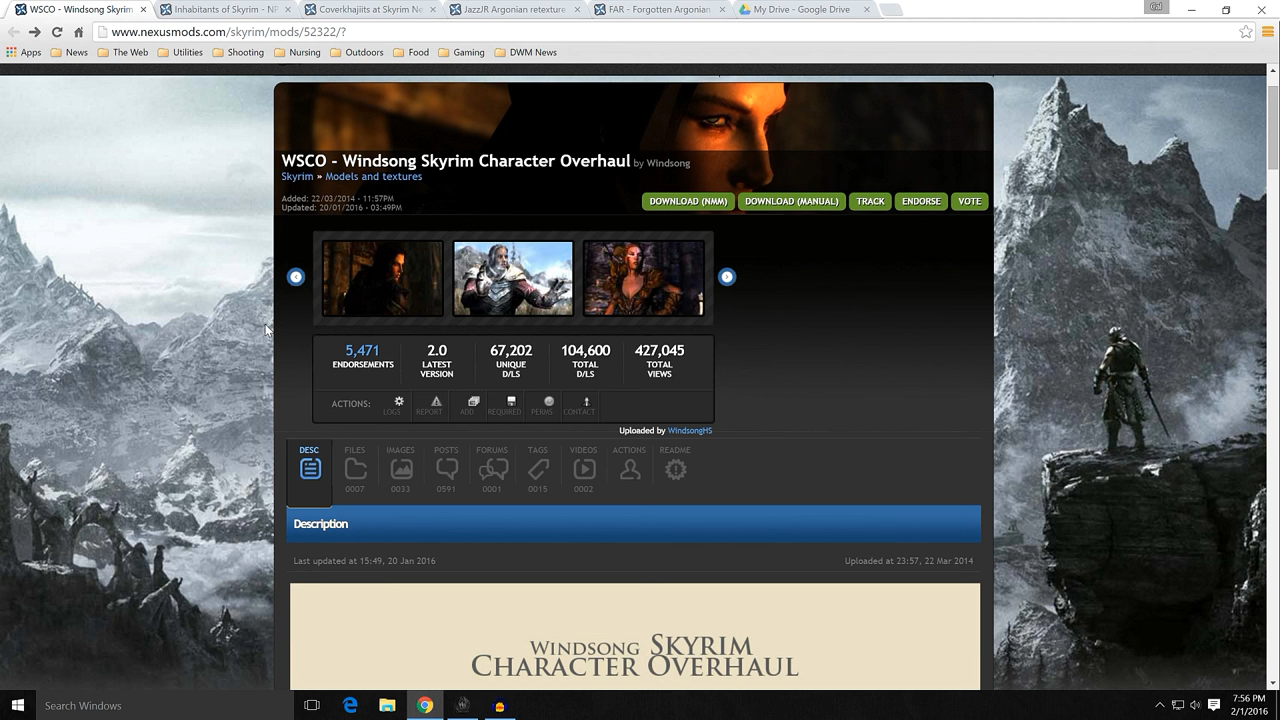 WSCO - Windsong Skyrim
Inhabitants of Skyrim - NP
Coverkhajiits at Skyrim Ne
JazzJR Argonian retexture
FAR - Forgotten Argonian
My Drive - Google Drive
www.nexusmods.com/skyrim/mods/52322/?
Apps News The Web Utilities Shooting Nursing Outdoors Food Gaming DWM News
WSCO - Windsong Skyrim Character Overhaul by Windsong
Skyrim » Models and textures
Added: 22/03/2014 - 11:57PM
Updated: 20/01/2016 - 03:49PM
DOWNLOAD (NMM) DOWNLOAD (MANUAL) TRACK ENDORSE VOTE
5,471 2.0 67,202 104,600 427,045
ENDORSEMENTS LATEST UNIQUE TOTAL TOTAL
VERSION D/LS D/LS VIEWS
ACTIONS: LOGS REPORT ADD REQUIRED PERMS CONTACT
Uploaded by WindsongHS
DESC FILES IMAGES POSTS FORUMS TAGS VIDEOS ACTIONS README
0007 0033 0591 0001 0015 0002
Description
Last updated at 15:49, 20 Jan 2016 Uploaded at 23:57, 22 Mar 2014
WINDSONG SKYRIM
CHARACTER OVERHAUL
Search Windows
7:56 PM
2/1/2016